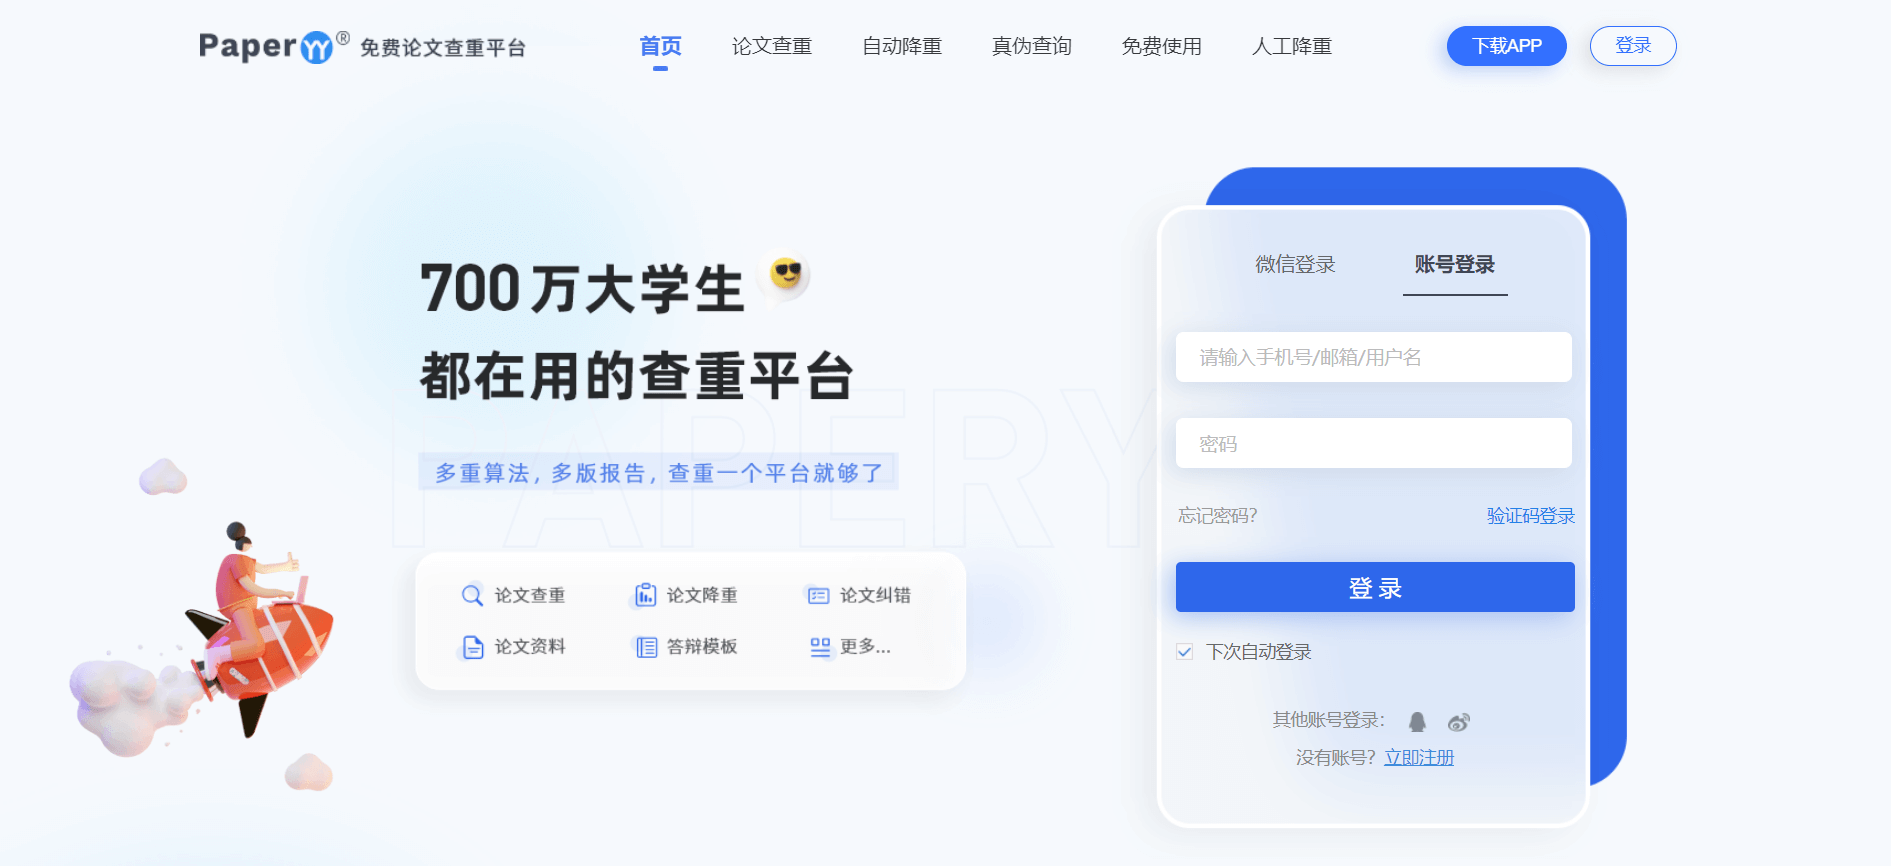 PaperYY® 免费论文查重平台
首页 论文查重 自动降重 真伪查询 免费使用 人工降重 下载APP 登录
700万大学生
都在用的查重平台
PAPERY
多重算法，多版报告，查重一个平台就够了
论文查重 论文降重 论文纠错
论文资料 答辩模板 更多...
微信登录 账号登录
请输入手机号/邮箱/用户名
密码
忘记密码? 验证码登录
登 录
下次自动登录
其他账号登录：
没有账号？立即注册